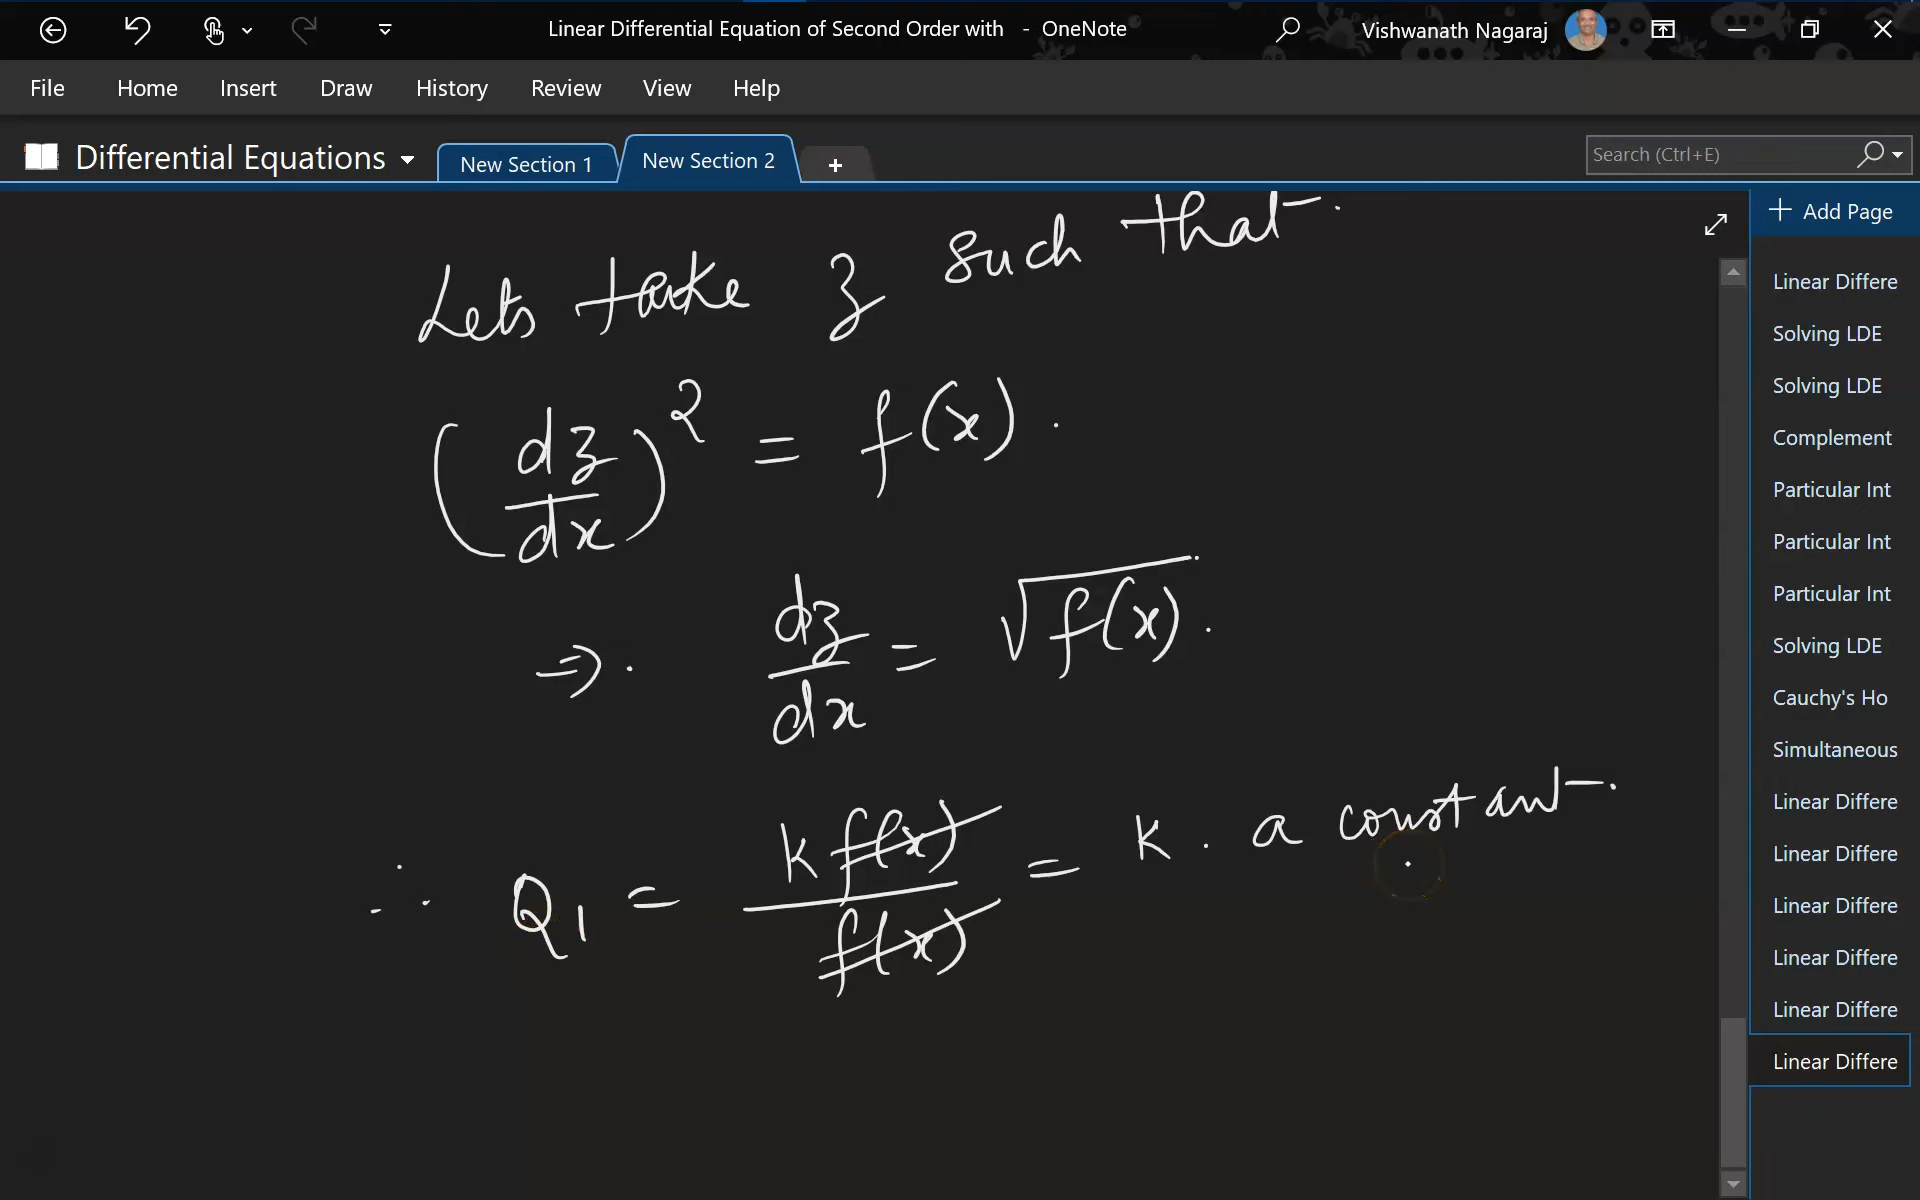 Linear Differential Equation of Second Order with - OneNote
Vishwanath Nagaraj
File Home Insert Draw History Review View Help
Differential Equations
New Section 1
New Section 2
+
Search (Ctrl+E)
+ Add Page
Linear Differe
Solving LDE
Solving LDE
Complement
Particular Int
Particular Int
Particular Int
Solving LDE
Cauchy's Ho
Simultaneous
Linear Differe
Linear Differe
Linear Differe
Linear Differe
Linear Differe
Linear Differe
Lets take z such that.
(dz/dx)² = f(x).
⇒. dz/dx = √f(x).
∴ Q₁ = k f(x)/f(x) = k. a constant.